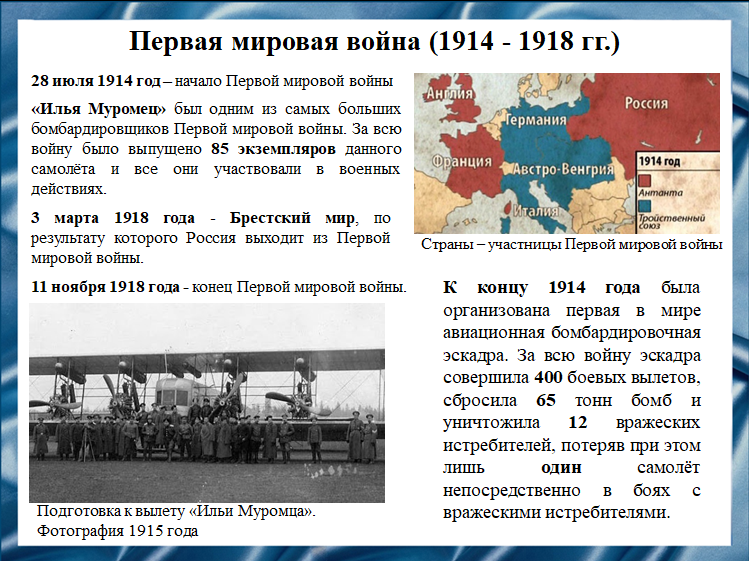 Первая мировая война (1914 - 1918 гг.)
28 июля 1914 год – начало Первой мировой войны
«Илья Муромец» был одним из самых больших
бомбардировщиков Первой мировой войны. За всю
войну было выпущено 85 экземпляров данного
самолёта и все они участвовали в военных
действиях.
3 марта 1918 года - Брестский мир, по
результату которого Россия выходит из Первой
мировой войны.
11 ноября 1918 года - конец Первой мировой войны.
Англия
Россия
Германия
Франция
Австро-Венгрия
Италия
1914 год
Антанта
Тройственный
союз
Страны – участницы Первой мировой войны
К концу 1914 года была
организована первая в мире
авиационная бомбардировочная
эскадра. За всю войну эскадра
совершила 400 боевых вылетов,
сбросила 65 тонн бомб и
уничтожила 12 вражеских
истребителей, потеряв при этом
лишь один самолёт
непосредственно в боях с
вражескими истребителями.
Подготовка к вылету «Ильи Муромца».
Фотография 1915 года